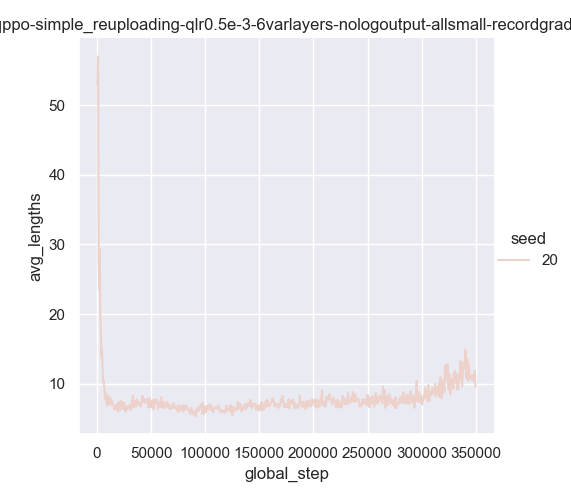 qppo-simple_reuploading-qlr0.5e-3-6varlayers-nologoutput-allsmall-recordgrad
50
40
30
20
10
avg_lengths
0 50000 100000 150000 200000 250000 300000 350000
global_step
seed
20